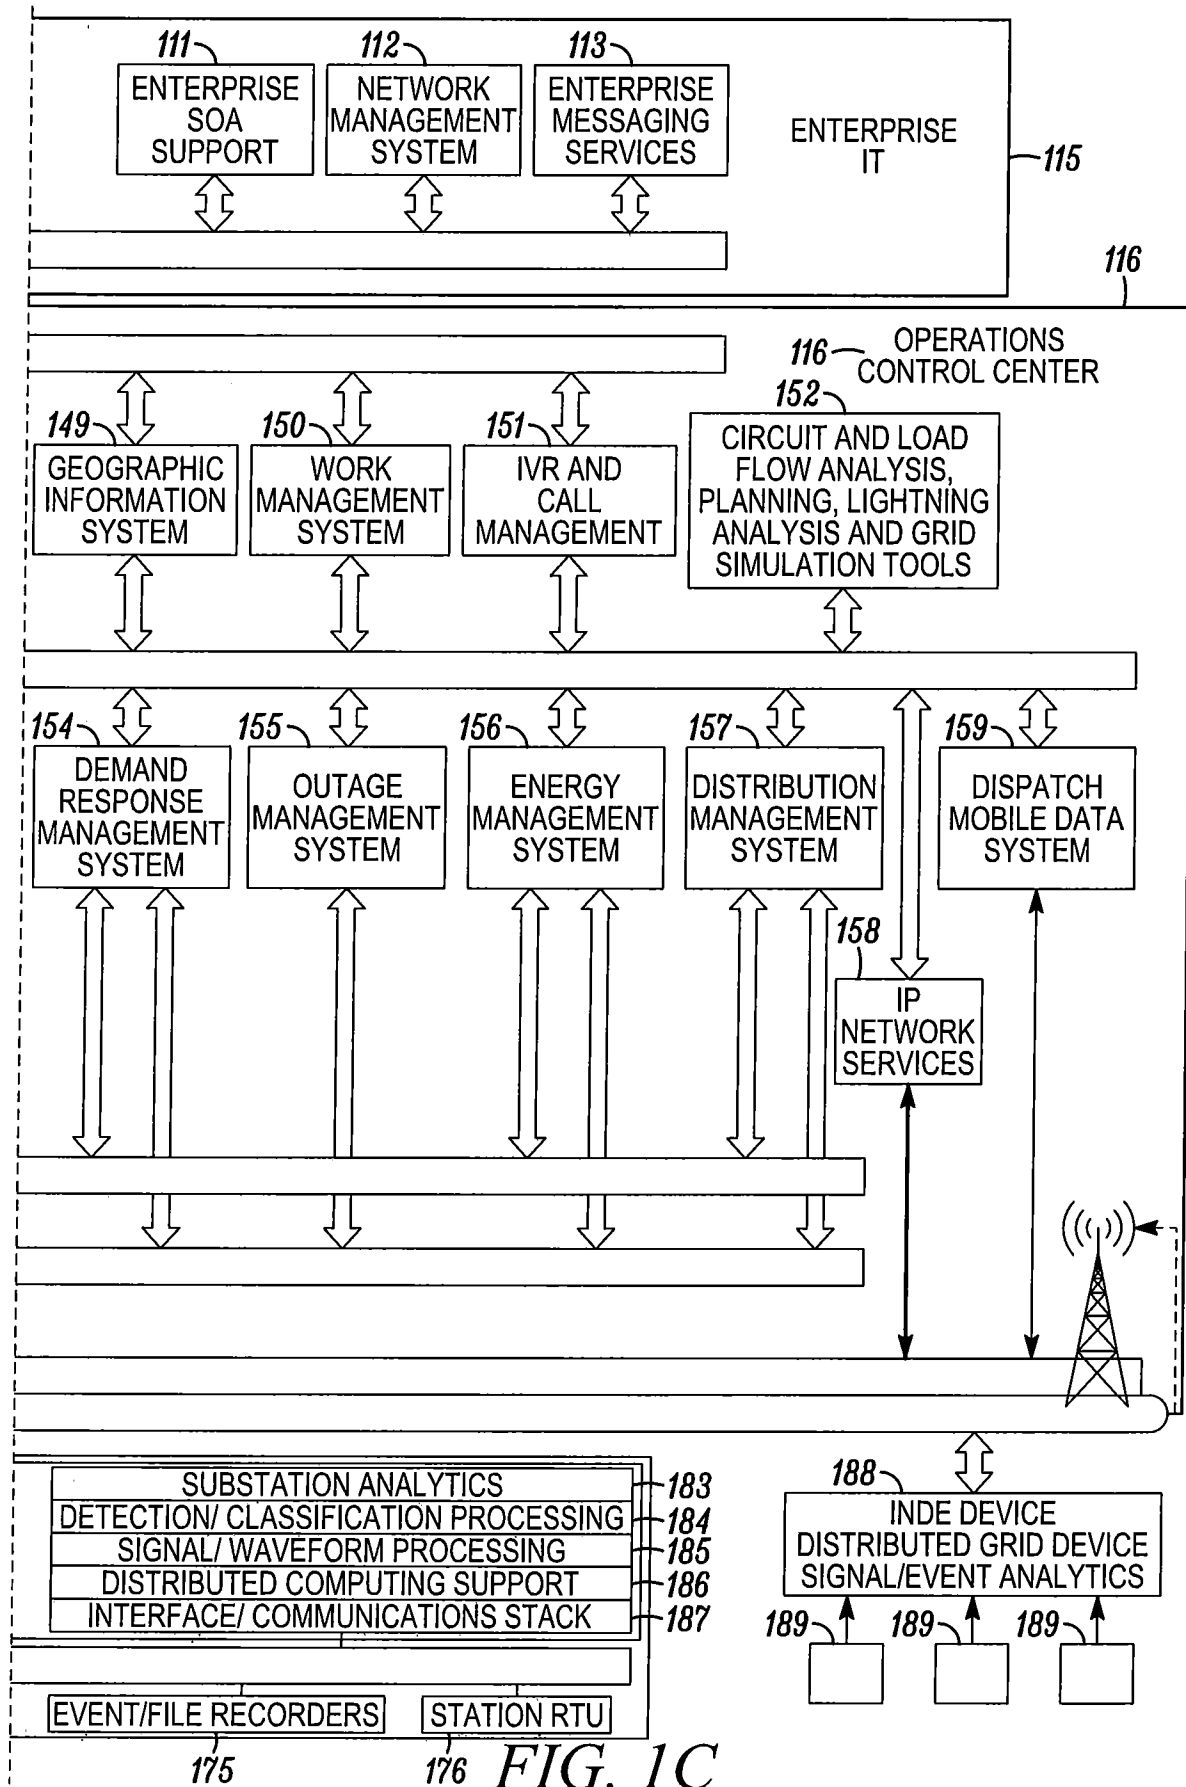 111
112
113
ENTERPRISE
SOA
SUPPORT
NETWORK
MANAGEMENT
SYSTEM
ENTERPRISE
MESSAGING
SERVICES
ENTERPRISE
IT
115
116
116
OPERATIONS
CONTROL CENTER
149
150
151
152
GEOGRAPHIC
INFORMATION
SYSTEM
WORK
MANAGEMENT
SYSTEM
IVR AND
CALL
MANAGEMENT
CIRCUIT AND LOAD
FLOW ANALYSIS,
PLANNING, LIGHTNING
ANALYSIS AND GRID
SIMULATION TOOLS
154
155
156
157
159
DEMAND
RESPONSE
MANAGEMENT
SYSTEM
OUTAGE
MANAGEMENT
SYSTEM
ENERGY
MANAGEMENT
SYSTEM
DISTRIBUTION
MANAGEMENT
SYSTEM
DISPATCH
MOBILE DATA
SYSTEM
158
IP
NETWORK
SERVICES
SUBSTATION ANALYTICS
183
DETECTION/ CLASSIFICATION PROCESSING
184
SIGNAL/ WAVEFORM PROCESSING
185
DISTRIBUTED COMPUTING SUPPORT
186
INTERFACE/ COMMUNICATIONS STACK
187
188
INDE DEVICE
DISTRIBUTED GRID DEVICE
SIGNAL/EVENT ANALYTICS
189
189
189
EVENT/FILE RECORDERS
STATION RTU
175
176
FIG. 1C